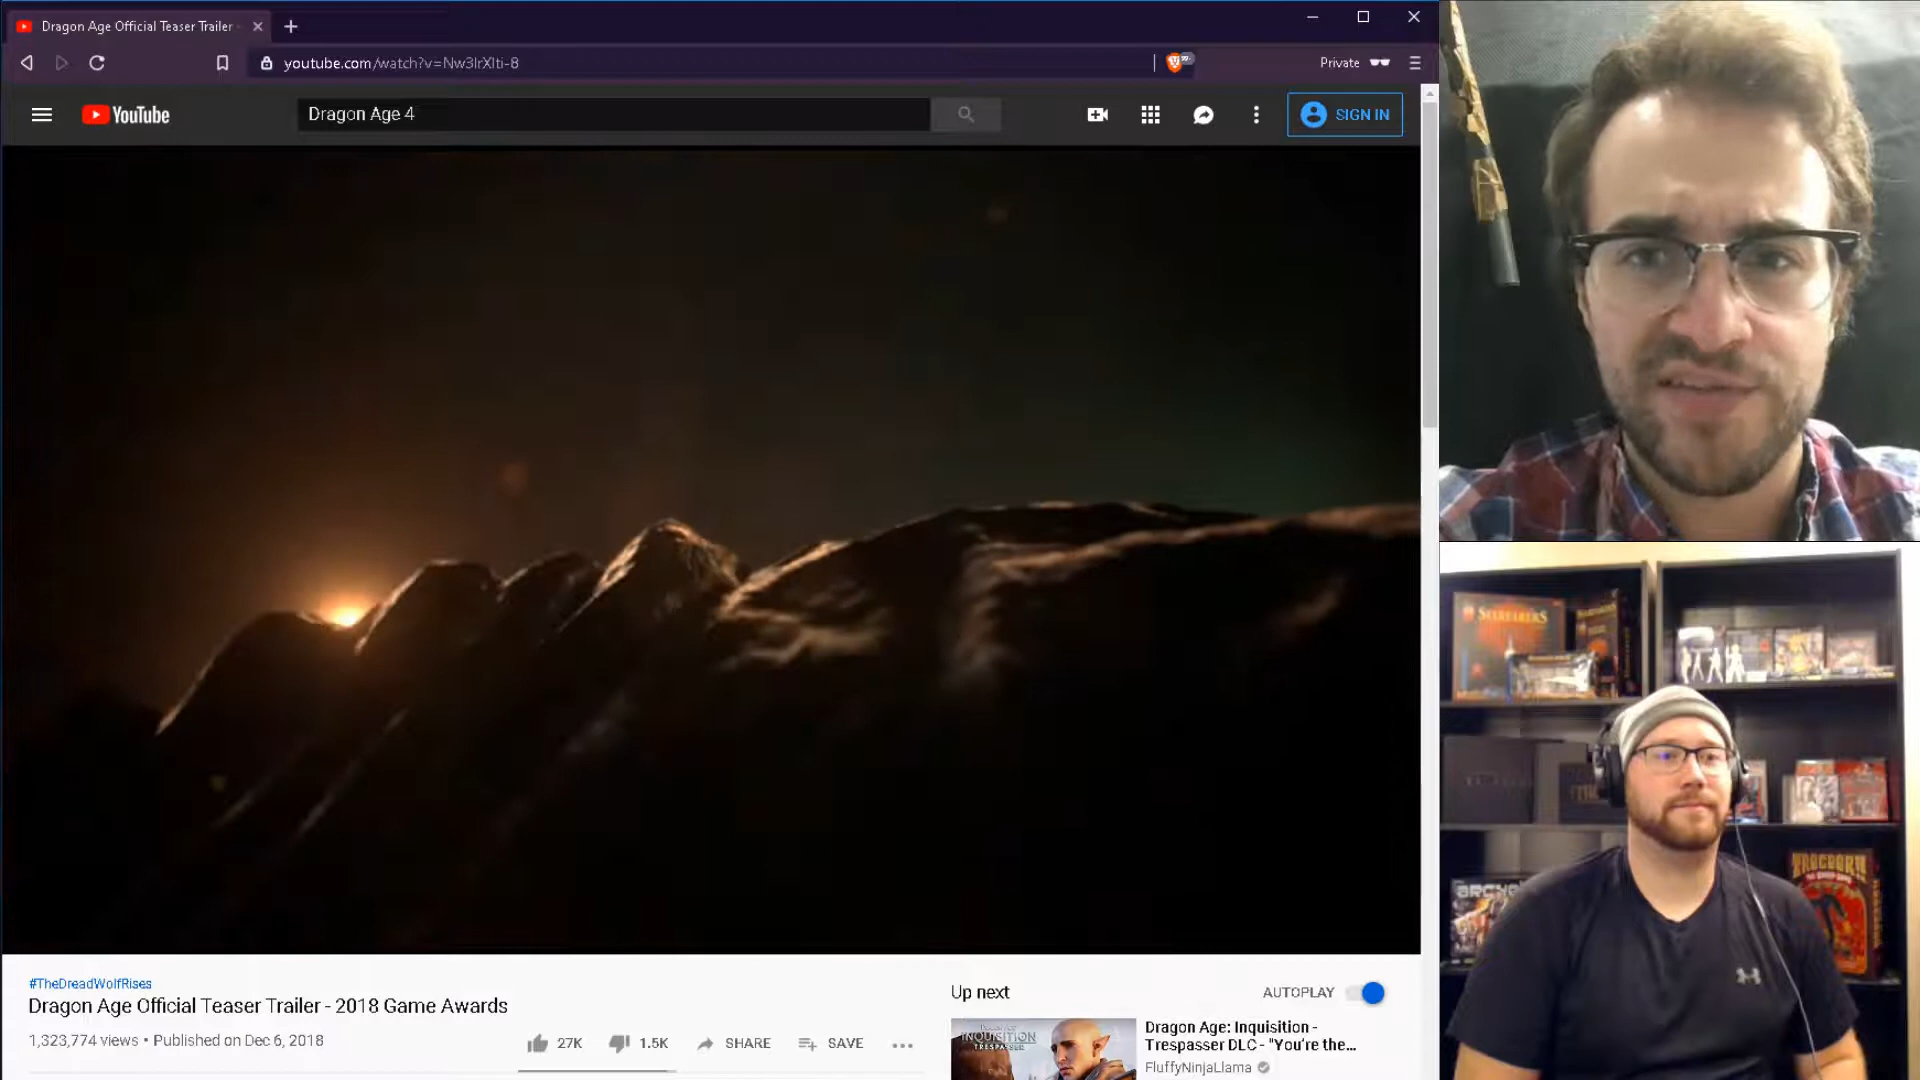 Dragon Age Official Teaser Trailer
youtube.com/watch?v=Nw3IrXlti-8
Private
YouTube
Dragon Age 4
SIGN IN
#TheDreadWolfRises
Dragon Age Official Teaser Trailer - 2018 Game Awards
1,323,774 views • Published on Dec 6, 2018
27K
1.5K
SHARE
SAVE
Up next
AUTOPLAY
INQUISITION
TRESPASSER
Dragon Age: Inquisition -
Trespasser DLC - "You're the...
FluffyNinjaLlama